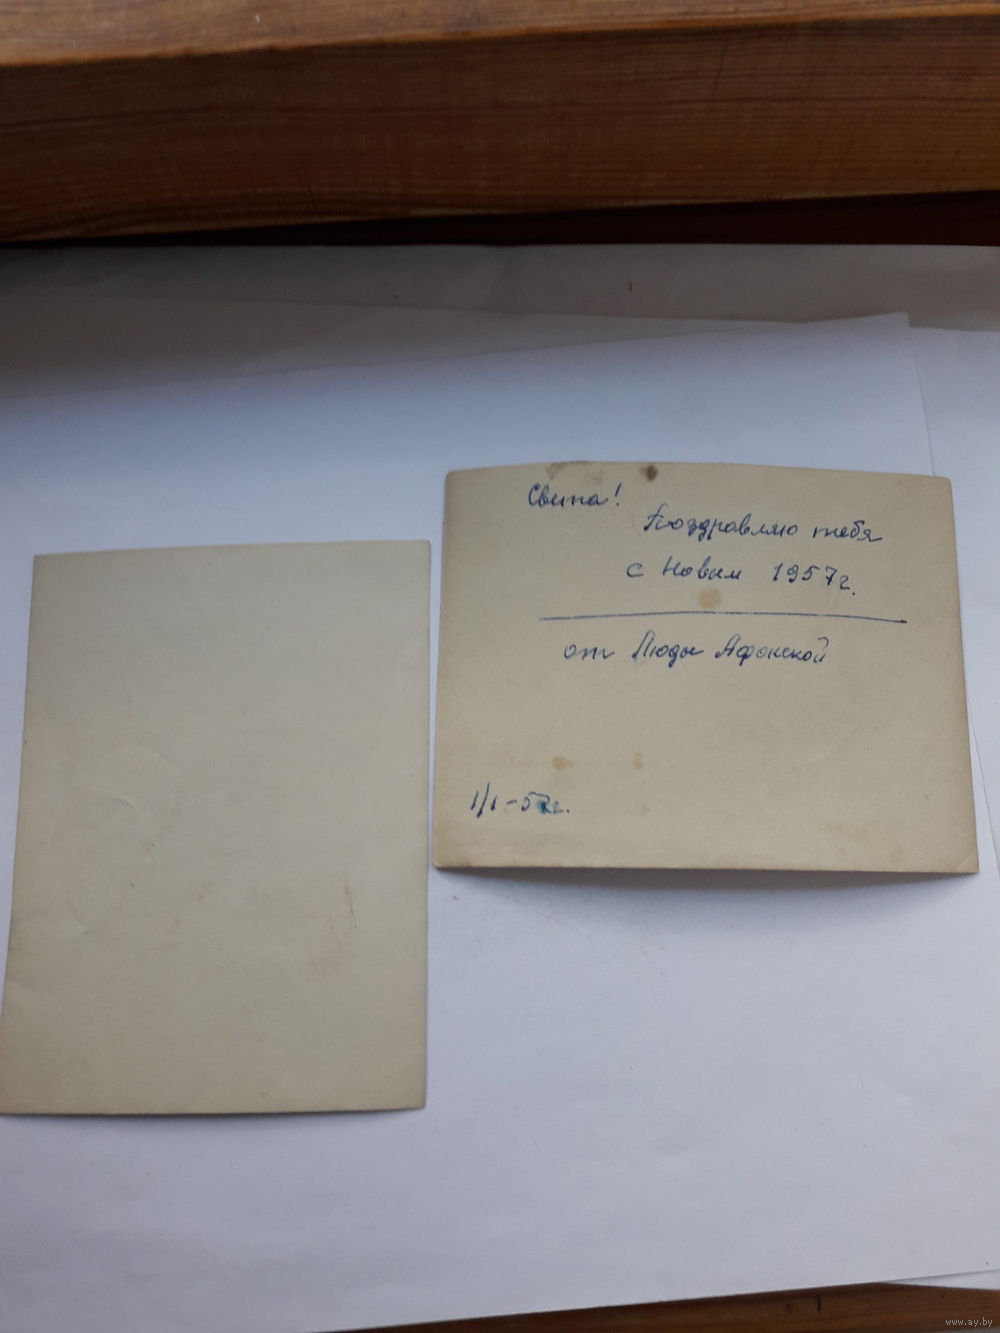 Света!
Поздравляю тебя
с Новым 1957г.
от Люды Афонской
1/1-57г.
www.ay.by